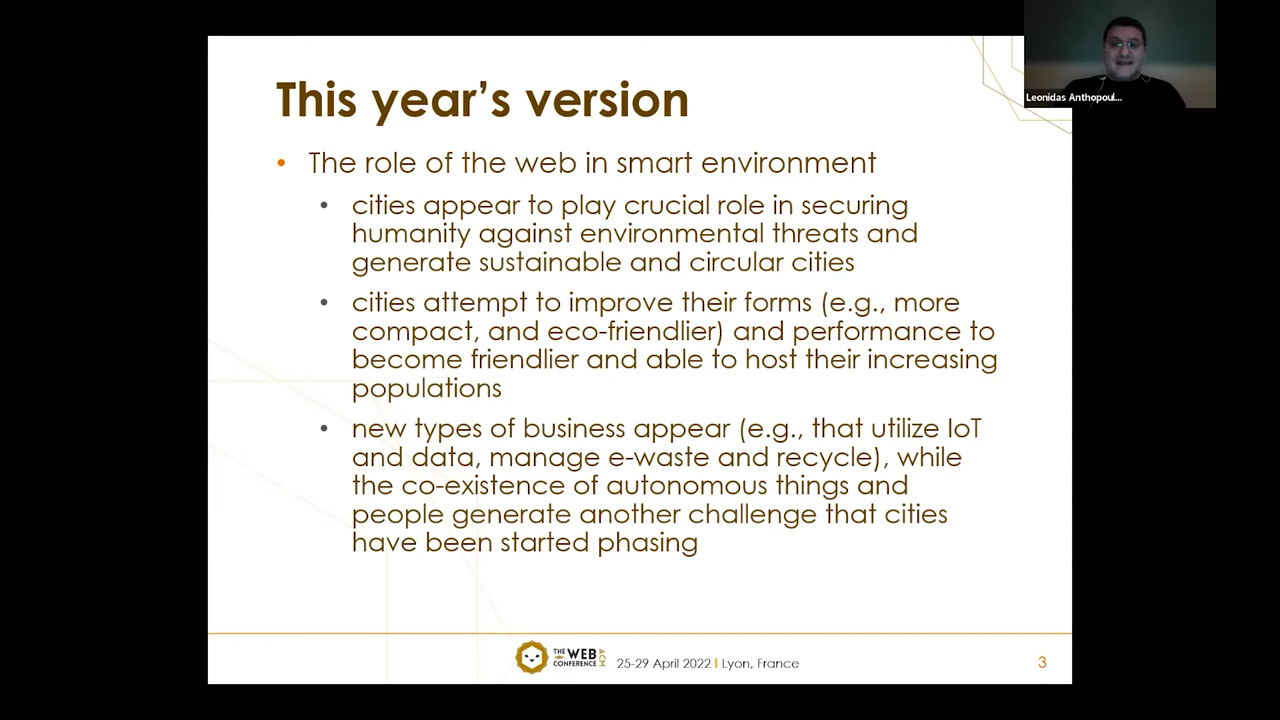 This year's version
Leonidas Anthopoul...
• The role of the web in smart environment
• cities appear to play crucial role in securing
humanity against environmental threats and
generate sustainable and circular cities
• cities attempt to improve their forms (e.g., more
compact, and eco-friendlier) and performance to
become friendlier and able to host their increasing
populations
• new types of business appear (e.g., that utilize IoT
and data, manage e-waste and recycle), while
the co-existence of autonomous things and
people generate another challenge that cities
have been started phasing
THE WEB
CONFERENCE
ACM
25-29 April 2022 I Lyon, France
3